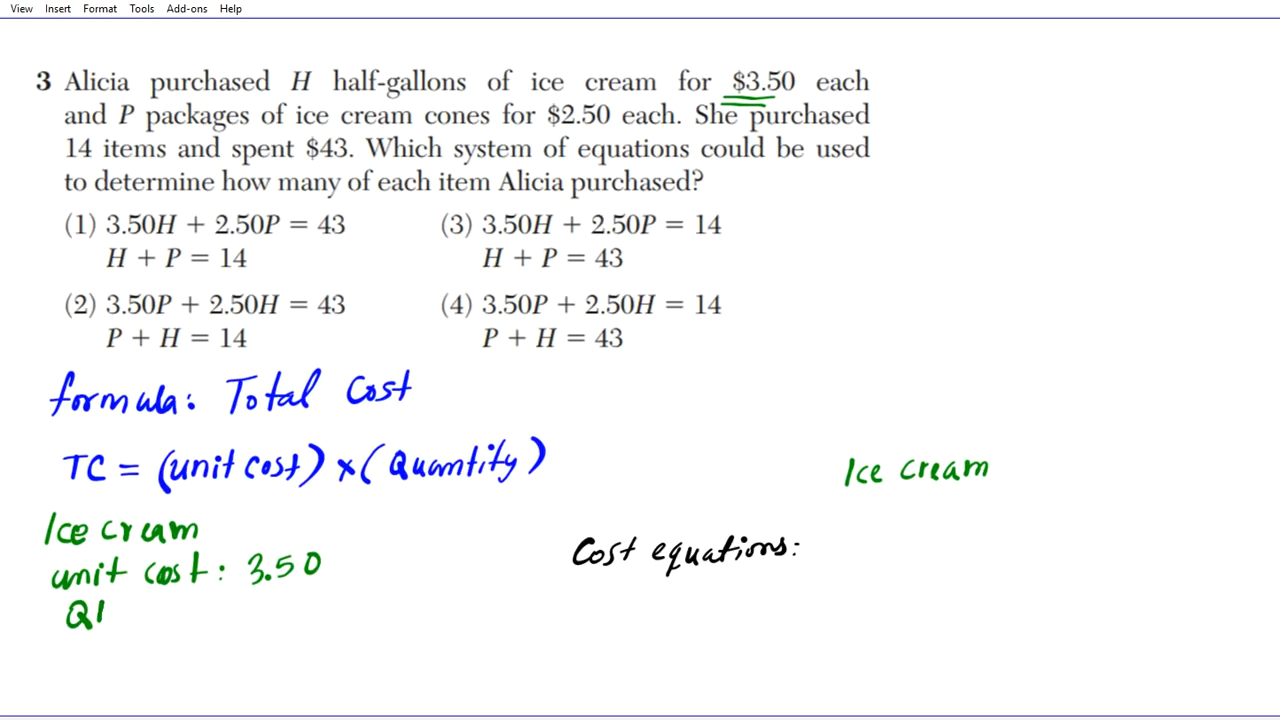 View Insert Format Tools Add-ons Help
3 Alicia purchased H half-gallons of ice cream for $3.50 each
and P packages of ice cream cones for $2.50 each. She purchased
14 items and spent $43. Which system of equations could be used
to determine how many of each item Alicia purchased?
(1) 3.50H + 2.50P = 43
H + P = 14
(2) 3.50P + 2.50H = 43
P + H = 14
(3) 3.50H + 2.50P = 14
H + P = 43
(4) 3.50P + 2.50H = 14
P + H = 43
formula: Total Cost
TC = (unit cost) x (Quantity)
Ice cream
unit cost: 3.50
Ice cream
Cost equations: